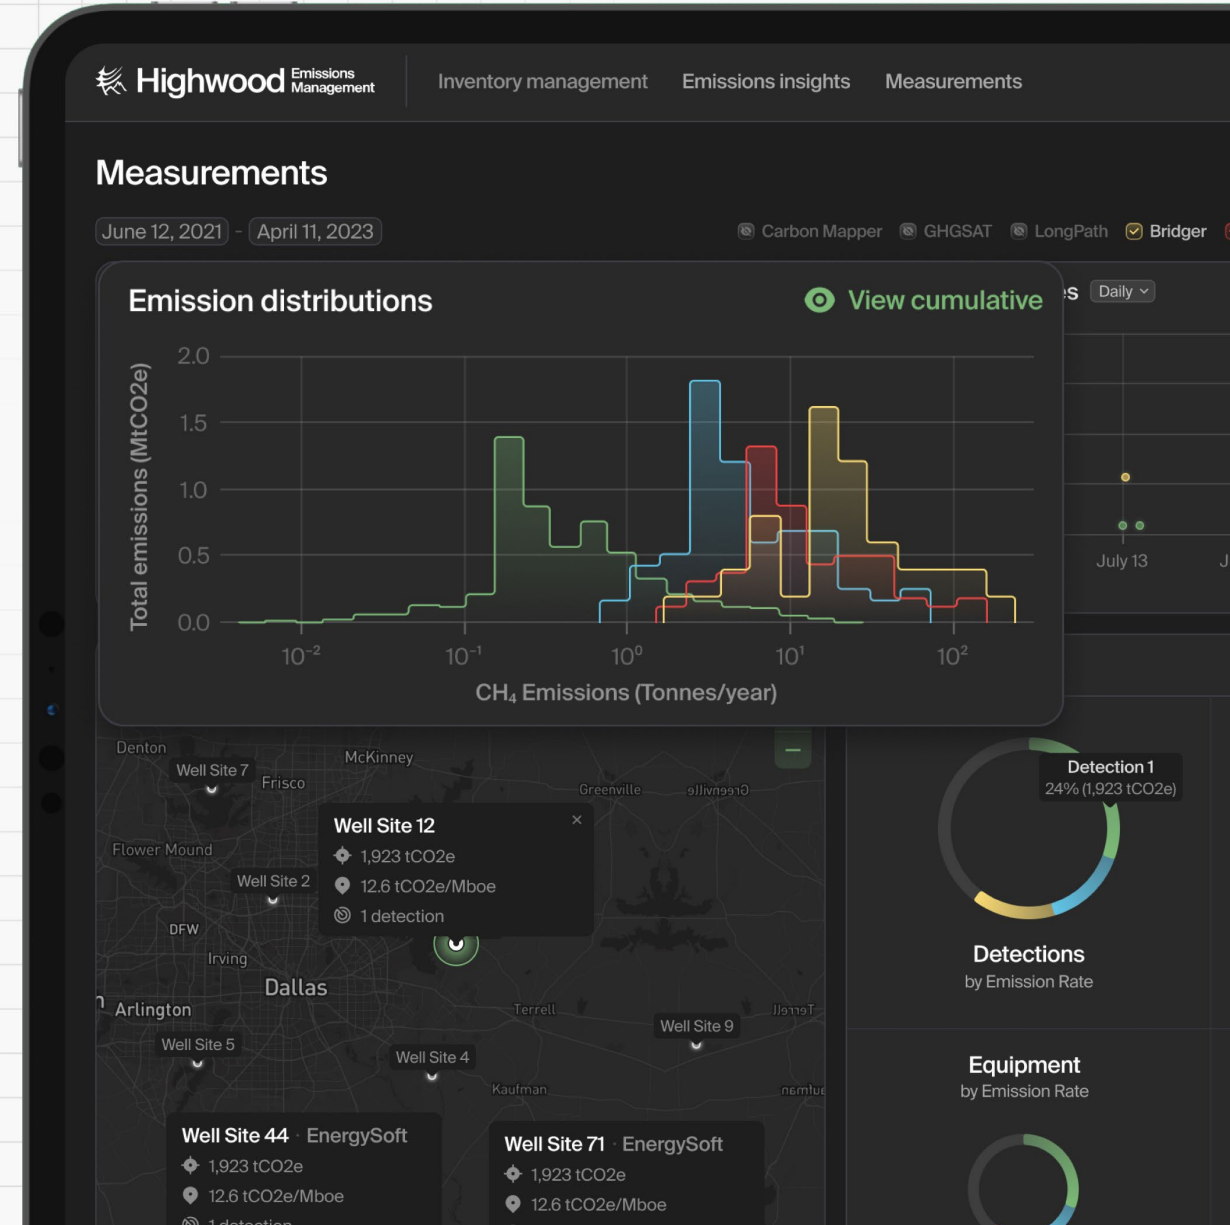 Highwood Emissions Management
Inventory management
Emissions insights
Measurements
Measurements
June 12, 2021 - April 11, 2023
Carbon Mapper
GHGSAT
LongPath
Bridger
Emission distributions
View cumulative
s
Daily
Total emissions (MtCO2e)
2.0
1.5
1.0
0.5
0.0
10⁻²
10⁻¹
10⁰
10¹
10²
CH₄ Emissions (Tonnes/year)
July 13
J
Denton
McKinney
Well Site 7
Frisco
Greenville
Greenville
Well Site 12
1,923 tCO2e
12.6 tCO2e/Mboe
1 detection
Flower Mound
Well Site 2
DFW
Irving
Dallas
n
Arlington
Terrell
Terrell
Well Site 9
Well Site 5
Well Site 4
Kaufman
aufman
Well Site 44 · EnergySoft
1,923 tCO2e
12.6 tCO2e/Mboe
1 detection
Well Site 71 · EnergySoft
1,923 tCO2e
12.6 tCO2e/Mboe
Detection 1
24% (1,923 tCO2e)
Detections
by Emission Rate
Equipment
by Emission Rate